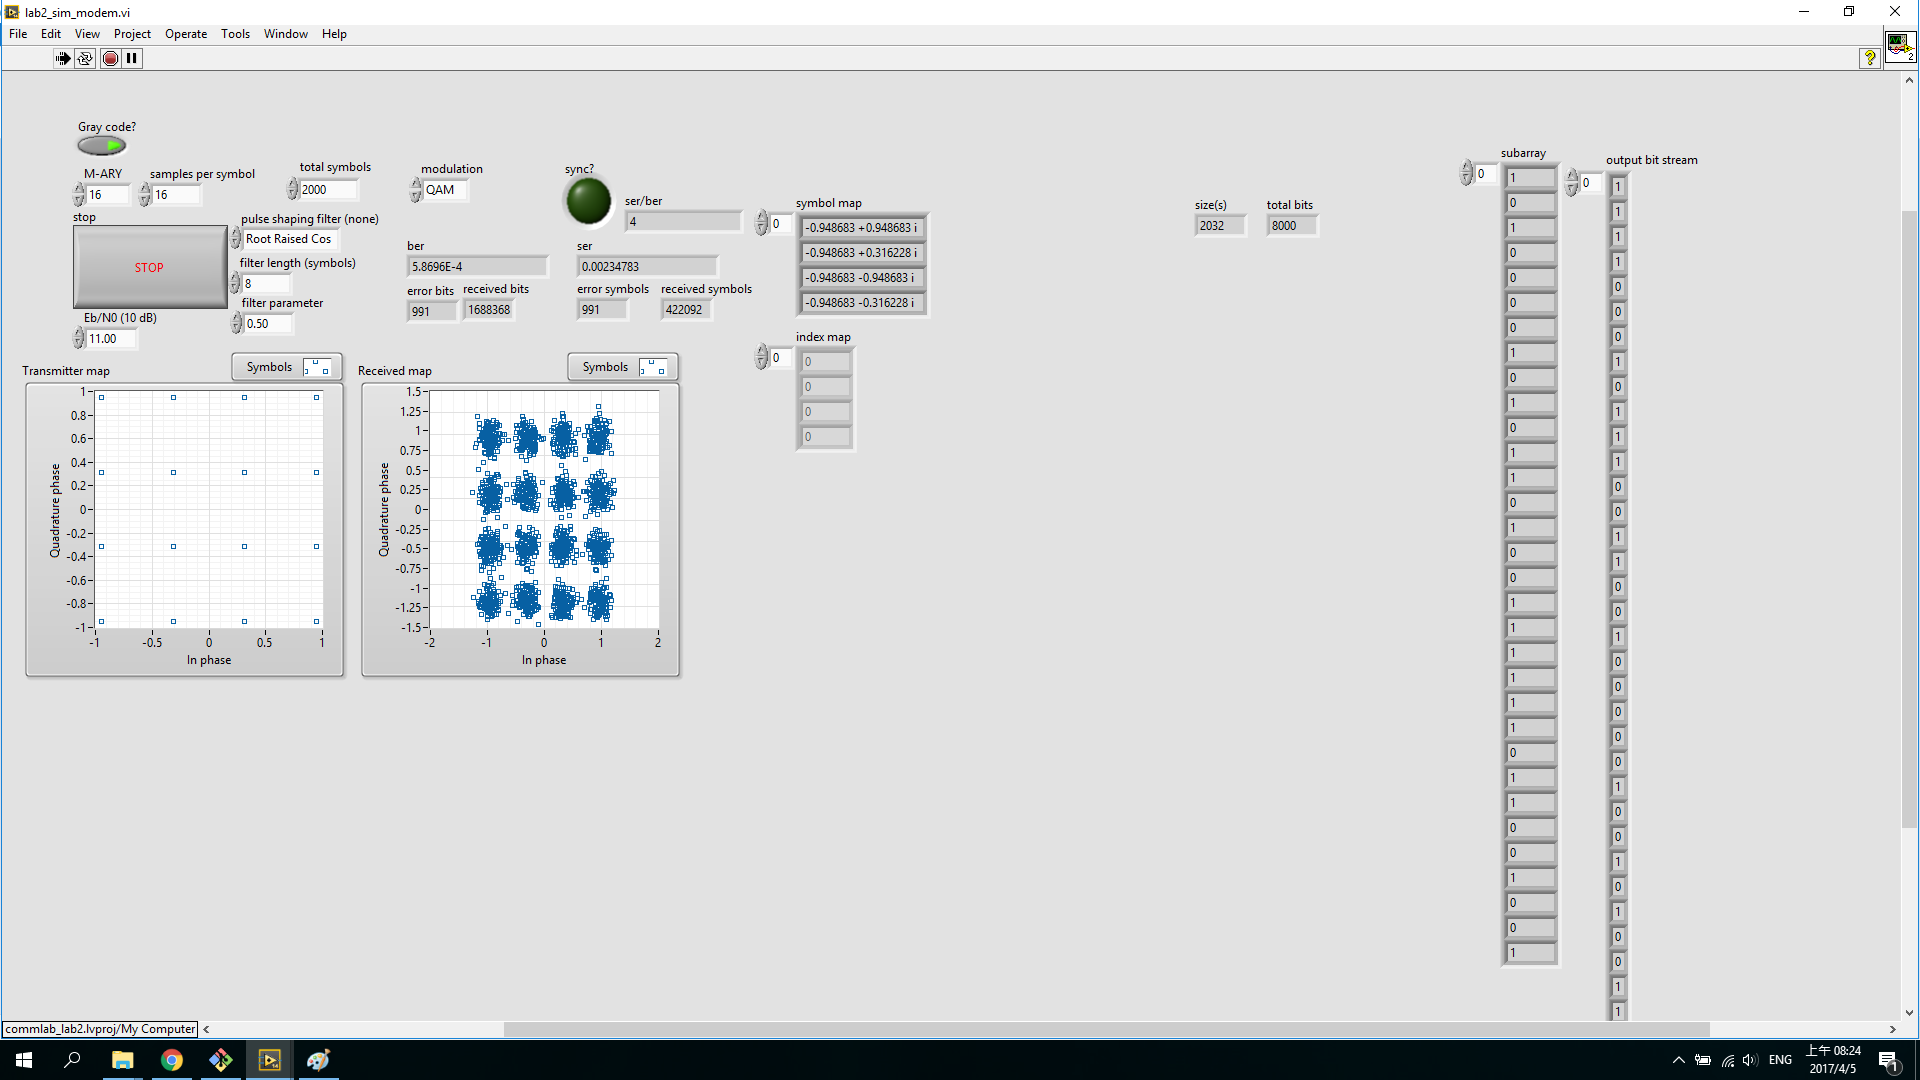 lab2_sim_modem.vi
File Edit View Project Operate Tools Window Help
2
Gray code?
M-ARY
16
samples per symbol
16
total symbols
2000
modulation
QAM
sync?
ser/ber
4
stop
STOP
pulse shaping filter (none)
Root Raised Cos
filter length (symbols)
8
filter parameter
0.50
Eb/N0 (10 dB)
11.00
ber
5.8696E-4
ser
0.00234783
error bits
991
received bits
1688368
error symbols
991
received symbols
422092
symbol map
0
-0.948683 +0.948683 i
-0.948683 +0.316228 i
-0.948683 -0.948683 i
-0.948683 -0.316228 i
index map
0
0
0
0
0
size(s)
2032
total bits
8000
Transmitter map
Symbols
Quadrature phase
1
0.8
0.6
0.4
0.2
0
-0.2
-0.4
-0.6
-0.8
-1
-1 -0.5 0 0.5 1
In phase
Received map
Symbols
Quadrature phase
1.5
1.25
1
0.75
0.5
0.25
0
-0.25
-0.5
-0.75
-1
-1.25
-1.5
-2 -1 0 1 2
In phase
subarray
0
1
0
1
0
0
0
0
1
0
1
0
1
1
0
1
0
0
1
1
1
1
1
1
0
1
1
0
0
1
0
0
1
output bit stream
0
1
1
1
1
0
0
0
1
0
1
1
1
0
0
1
1
0
0
1
0
0
0
0
0
1
0
0
1
0
1
0
0
1
1
commlab_lab2.lvproj/My Computer
ENG
上午 08:24
2017/4/5
1